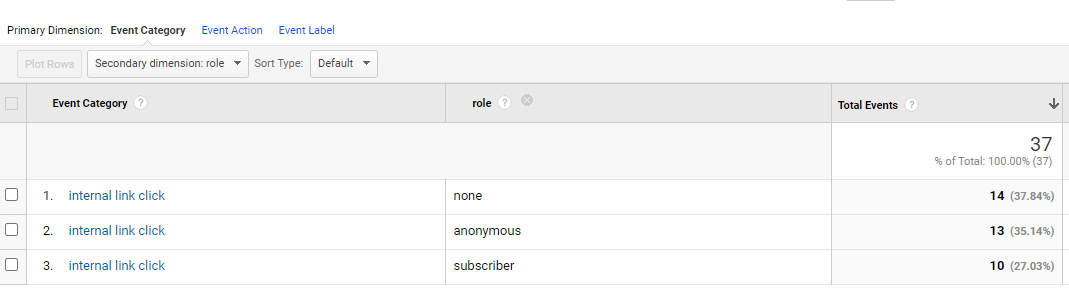 Primary Dimension: Event Category Event Action Event Label
Plot Rows Secondary dimension: role Sort Type: Default
Event Category ? role ? Total Events ?
37
% of Total: 100.00% (37)
1. internal link click none 14 (37.84%)
2. internal link click anonymous 13 (35.14%)
3. internal link click subscriber 10 (27.03%)